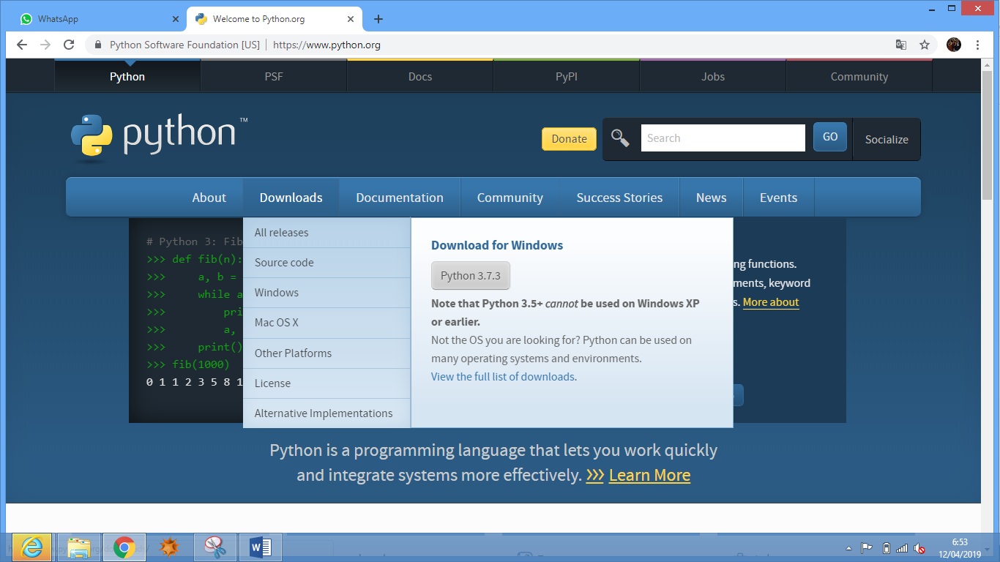 WhatsApp
Welcome to Python.org
Python Software Foundation [US] | https://www.python.org
Python PSF Docs PyPI Jobs Community
python™
Donate Search GO Socialize
About Downloads Documentation Community Success Stories News Events
# Python 3: Fib
>>> def fib(n):
>>> a, b =
>>> while a
>>> pri
>>> a,
>>> print()
>>> fib(1000)
0 1 1 2 3 5 8 1
All releases
Source code
Windows
Mac OS X
Other Platforms
License
Alternative Implementations
Download for Windows
Python 3.7.3
Note that Python 3.5+ cannot be used on Windows XP
or earlier.
Not the OS you are looking for? Python can be used on
many operating systems and environments.
View the full list of downloads.
ng functions.
ments, keyword
s. More about
Python is a programming language that lets you work quickly
and integrate systems more effectively. >>> Learn More
6:53
12/04/2019